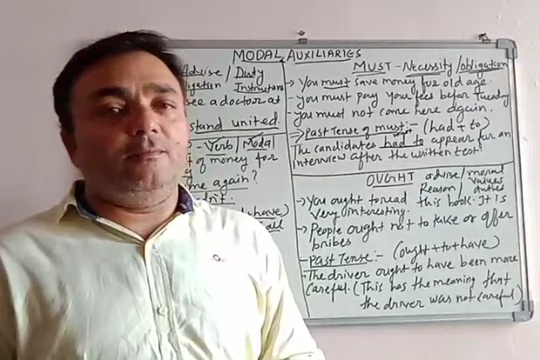 MODAL AUXILIARIES
Advise / Duty
Obligation Instructions
see a doctor at
stand united.
- Verb / Modal
of money for
me again?
have)
MUST - Necessity / obligation
→ You must save money for old age.
→ you must pay your fees before Tuesday
→ you must not come here again.
→ Past Tense of must: - (had + to)
The candidates had to appear for an
interview after the written test.
OUGHT advise / moral values
Reason / duties
→ You ought to read this book. It is
very interesting.
→ People ought not to take or offer
bribes
→ Past Tense :- (ought + to + have)
→ The driver ought to have been more
careful. (This has the meaning that
the driver was not careful)